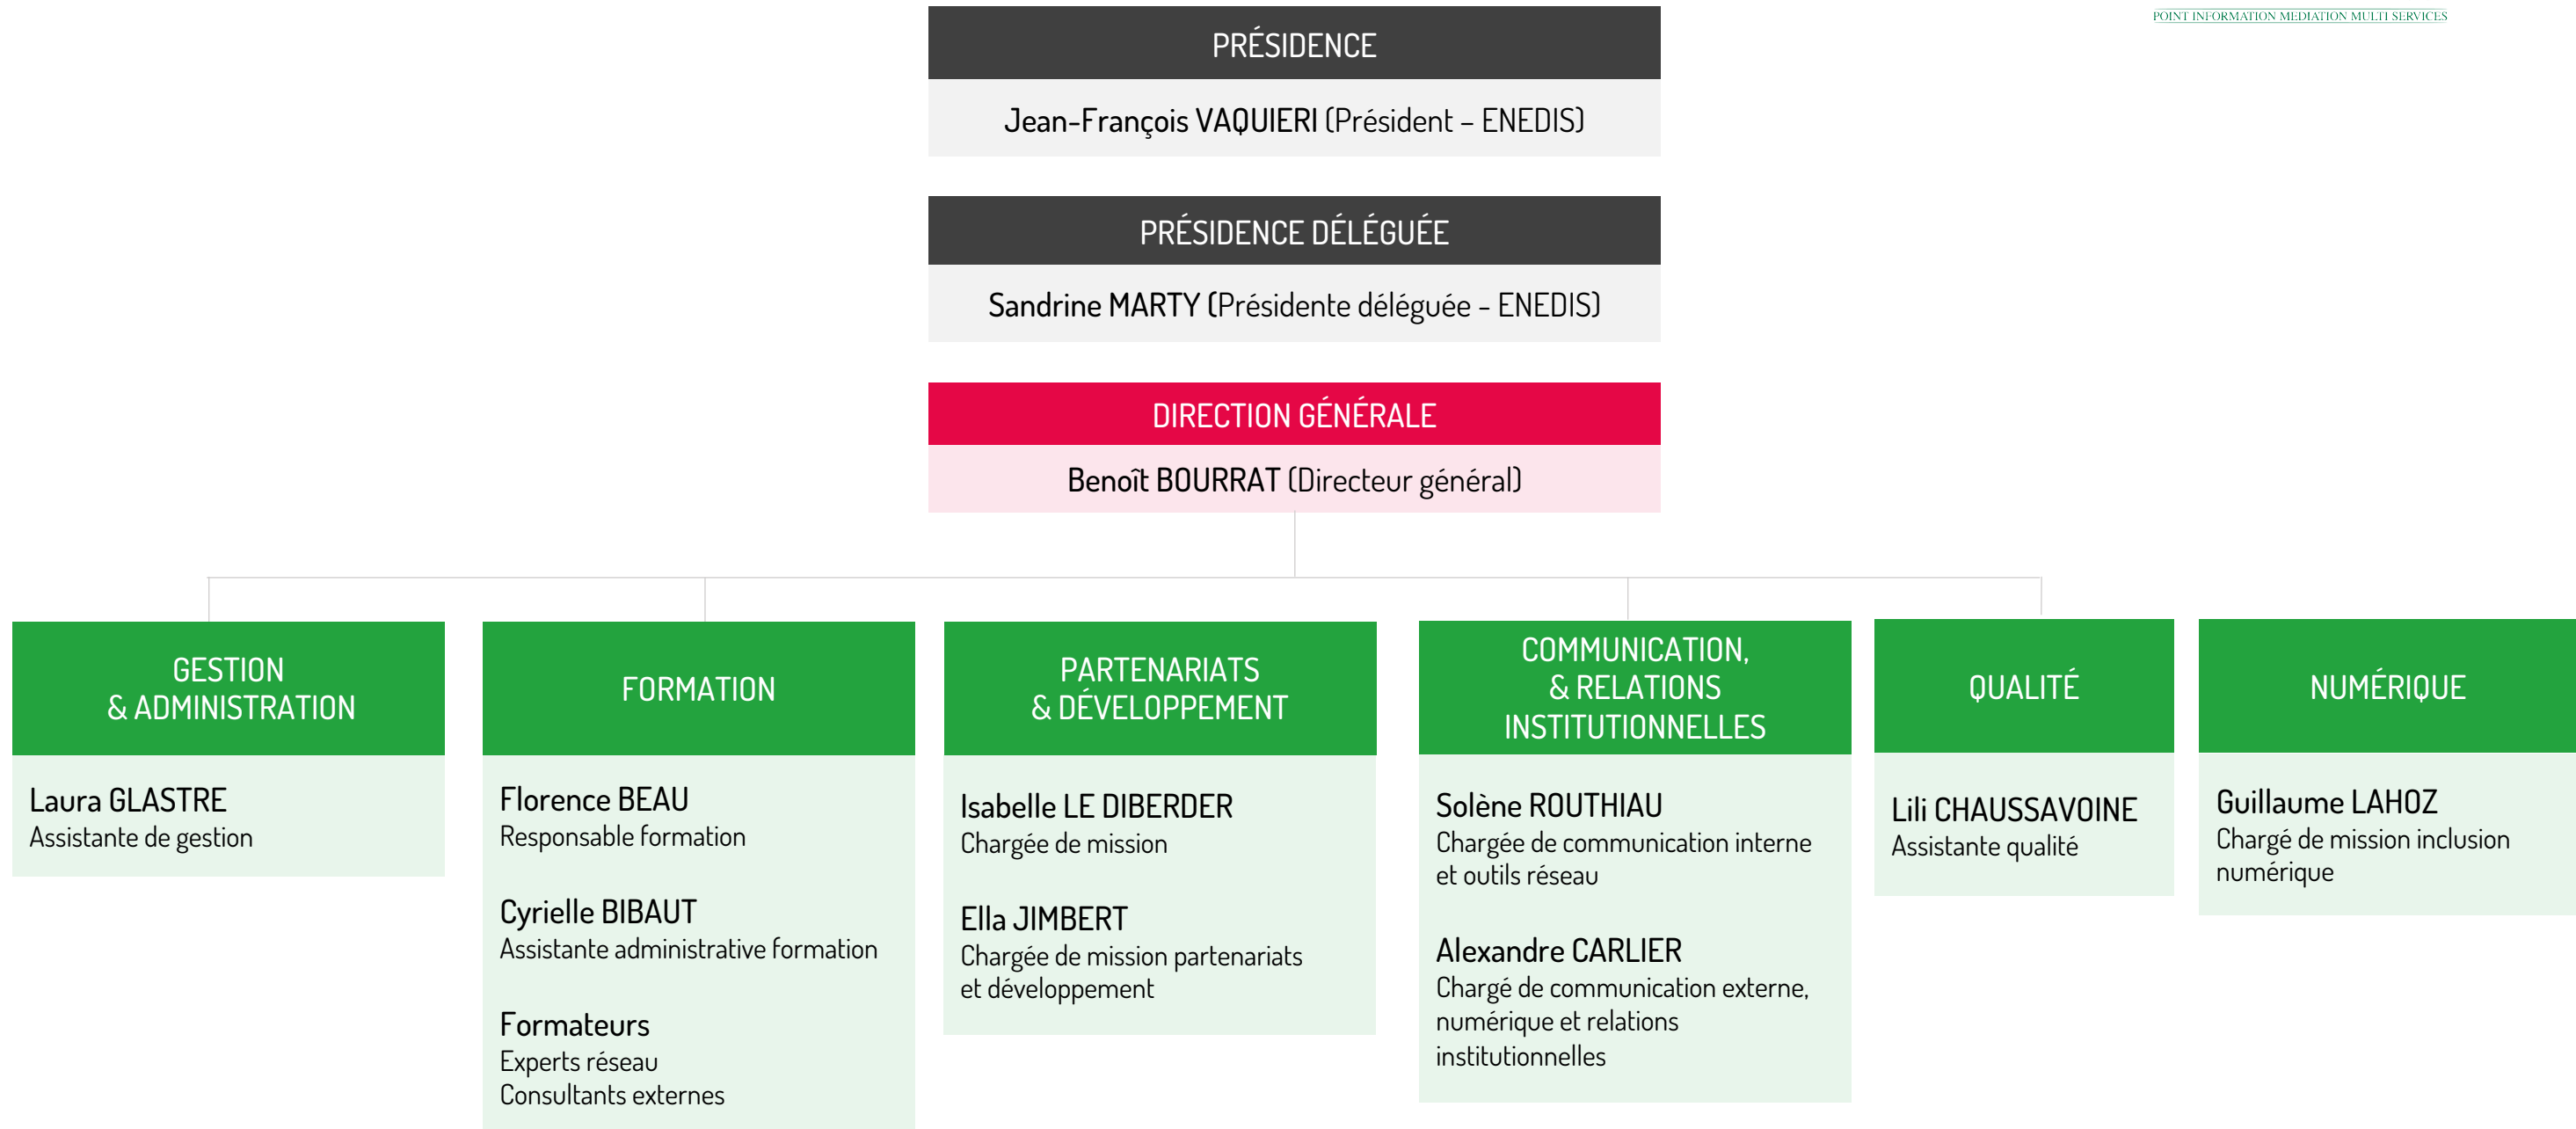 POINT INFORMATION MEDIATION MULTI SERVICES
PRÉSIDENCE
Jean-François VAQUIERI (Président – ENEDIS)
PRÉSIDENCE DÉLÉGUÉE
Sandrine MARTY (Présidente déléguée - ENEDIS)
DIRECTION GÉNÉRALE
Benoît BOURRAT (Directeur général)
GESTION
& ADMINISTRATION
Laura GLASTRE
Assistante de gestion
FORMATION
Florence BEAU
Responsable formation
Cyrielle BIBAUT
Assistante administrative formation
Formateurs
Experts réseau
Consultants externes
PARTENARIATS
& DÉVELOPPEMENT
Isabelle LE DIBERDER
Chargée de mission
Ella JIMBERT
Chargée de mission partenariats
et développement
COMMUNICATION,
& RELATIONS
INSTITUTIONNELLES
Solène ROUTHIAU
Chargée de communication interne
et outils réseau
Alexandre CARLIER
Chargé de communication externe,
numérique et relations
institutionnelles
QUALITÉ
Lili CHAUSSAVOINE
Assistante qualité
NUMÉRIQUE
Guillaume LAHOZ
Chargé de mission inclusion
numérique